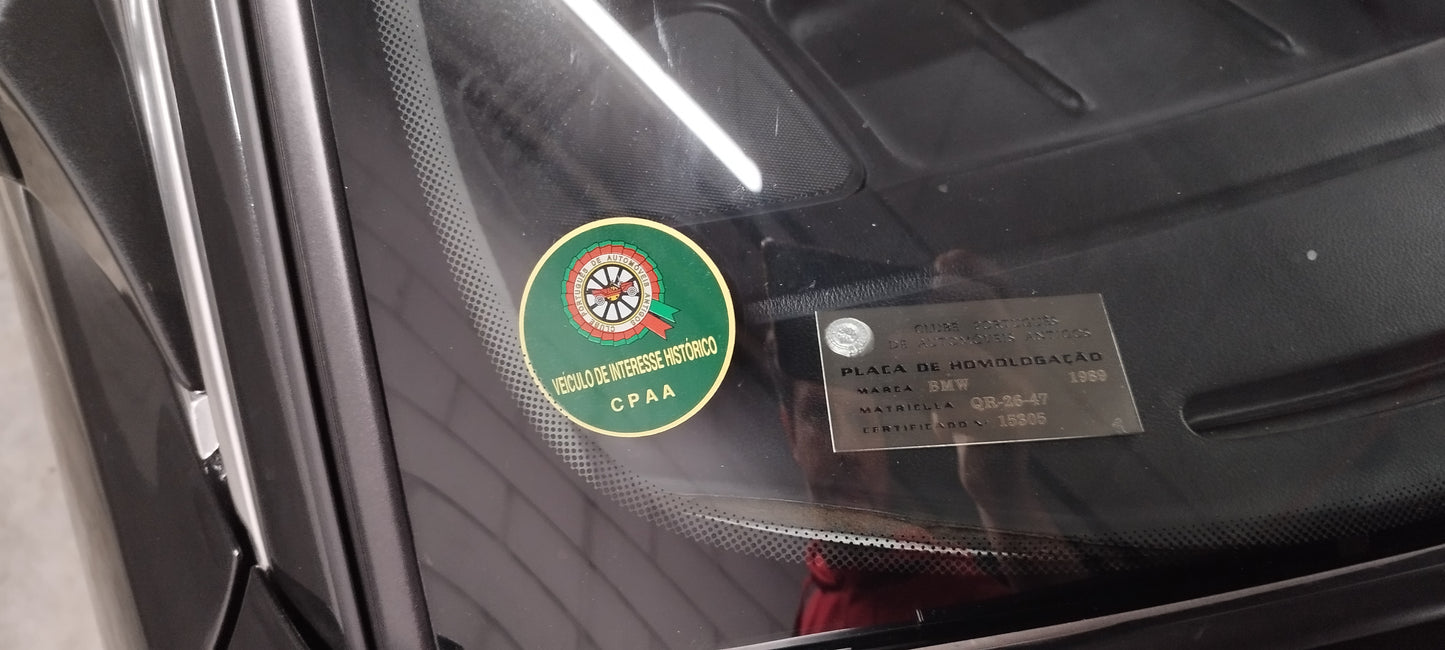 CLUBE PORTUGUÊS DE AUTOMÓVEIS ANTIGOS
VEÍCULO DE INTERESSE HISTÓRICO
CPAA
CLUBE PORTUGUÊS
DE AUTOMÓVEIS ANTIGOS
PLACA DE HOMOLOGAÇÃO
MARCA BMW 1989
MATRÍCULA QR-26-47
CERTIFICADO Nº 15305